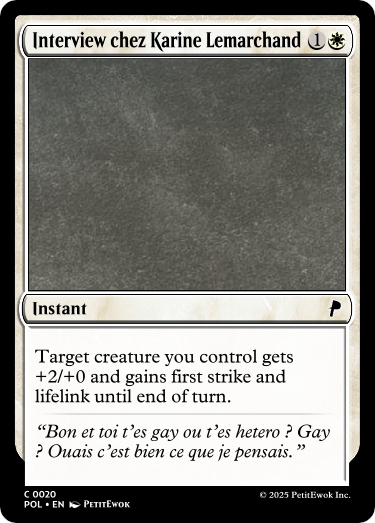 Interview chez Karine Lemarchand 1
Instant
Target creature you control gets
+2/+0 and gains first strike and
lifelink until end of turn.
“Bon et toi t’es gay ou t’es hetero ? Gay
? Ouais c’est bien ce que je pensais.”
C 0020
POL • EN PetitEwok
© 2025 PetitEwok Inc.